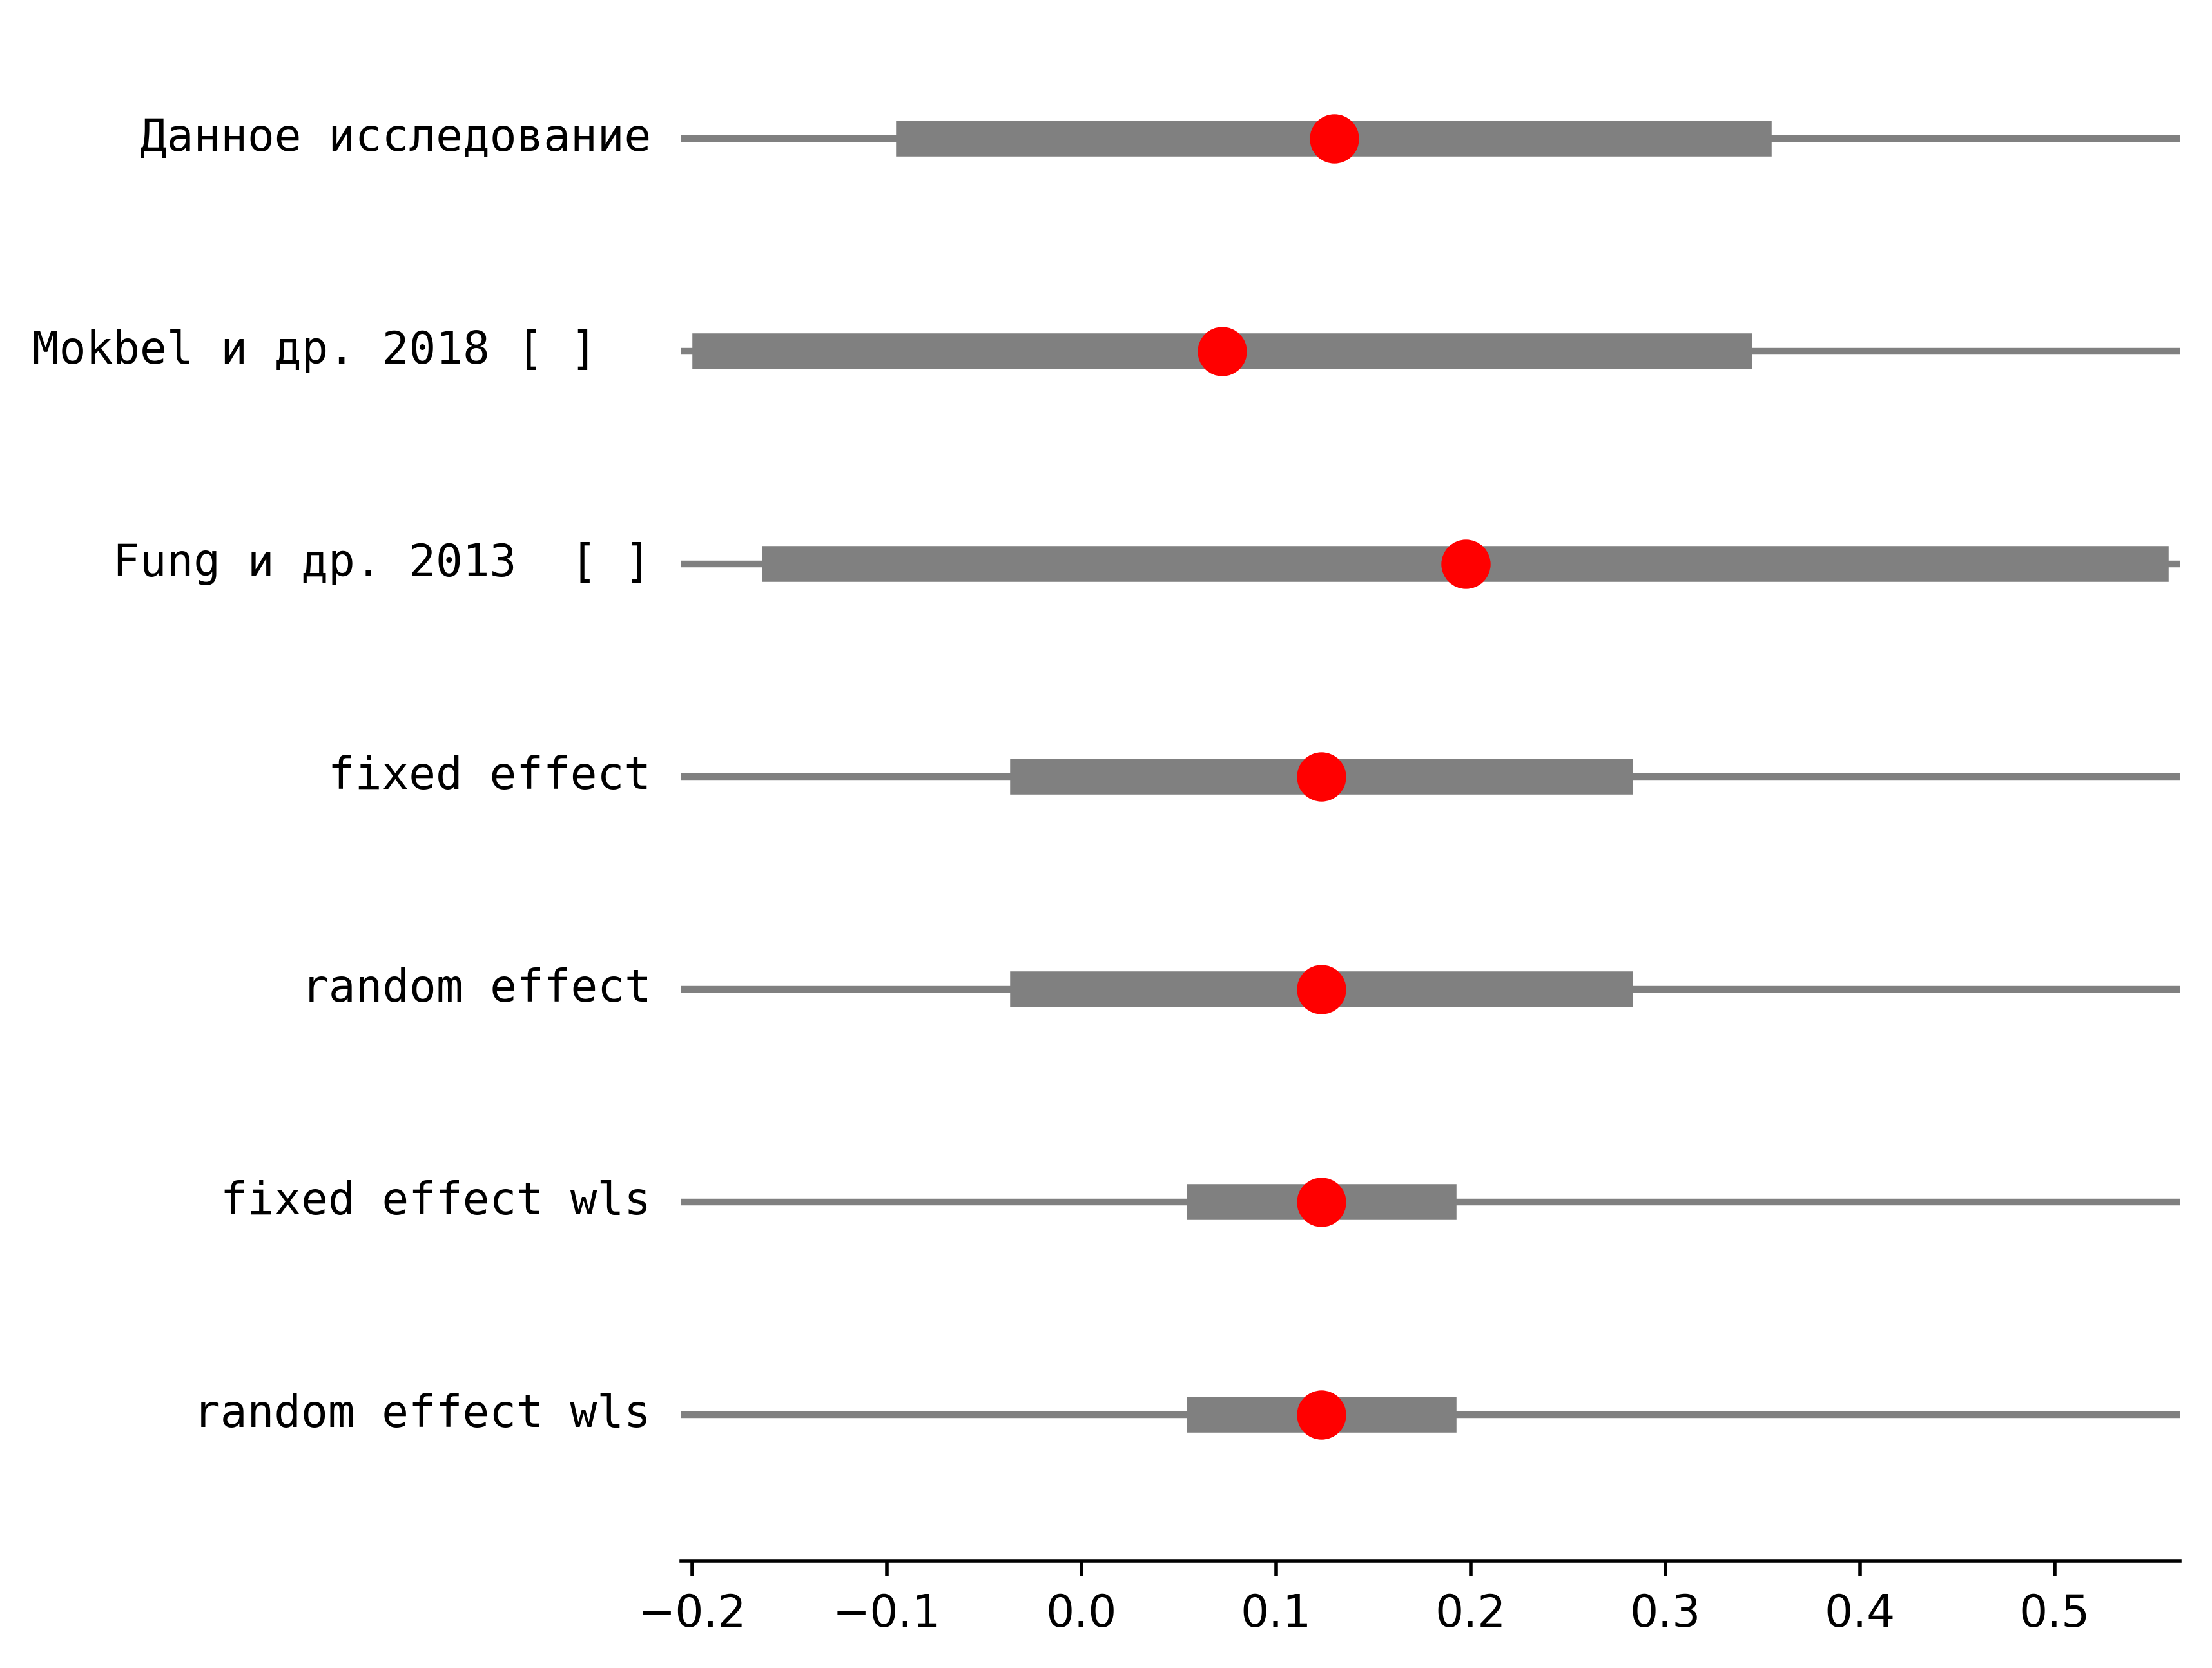 Данное исследование
Mokbel и др. 2018 [ ]
Fung и др. 2013  [ ]
fixed effect
random effect
fixed effect wls
random effect wls
−0.2 −0.1 0.0 0.1 0.2 0.3 0.4 0.5